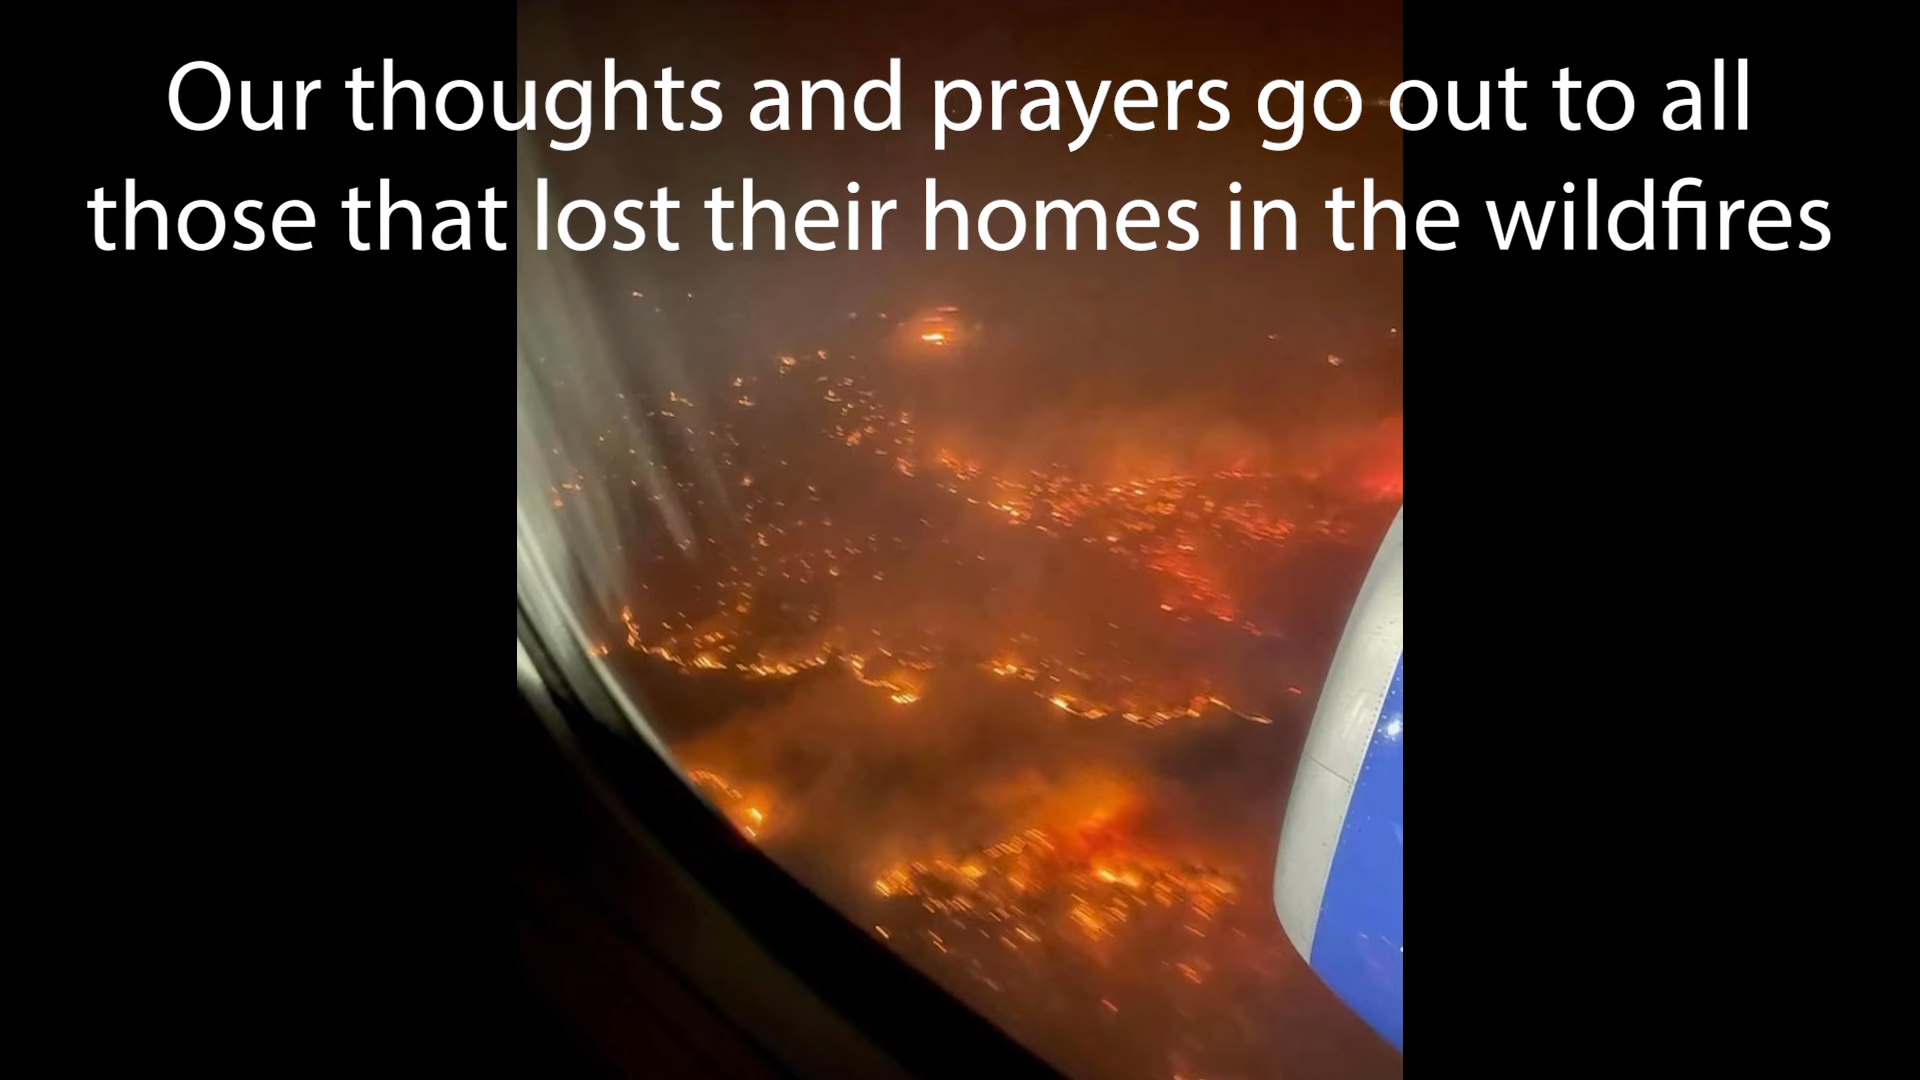 Our thoughts and prayers go out to all
those that lost their homes in the wildfires